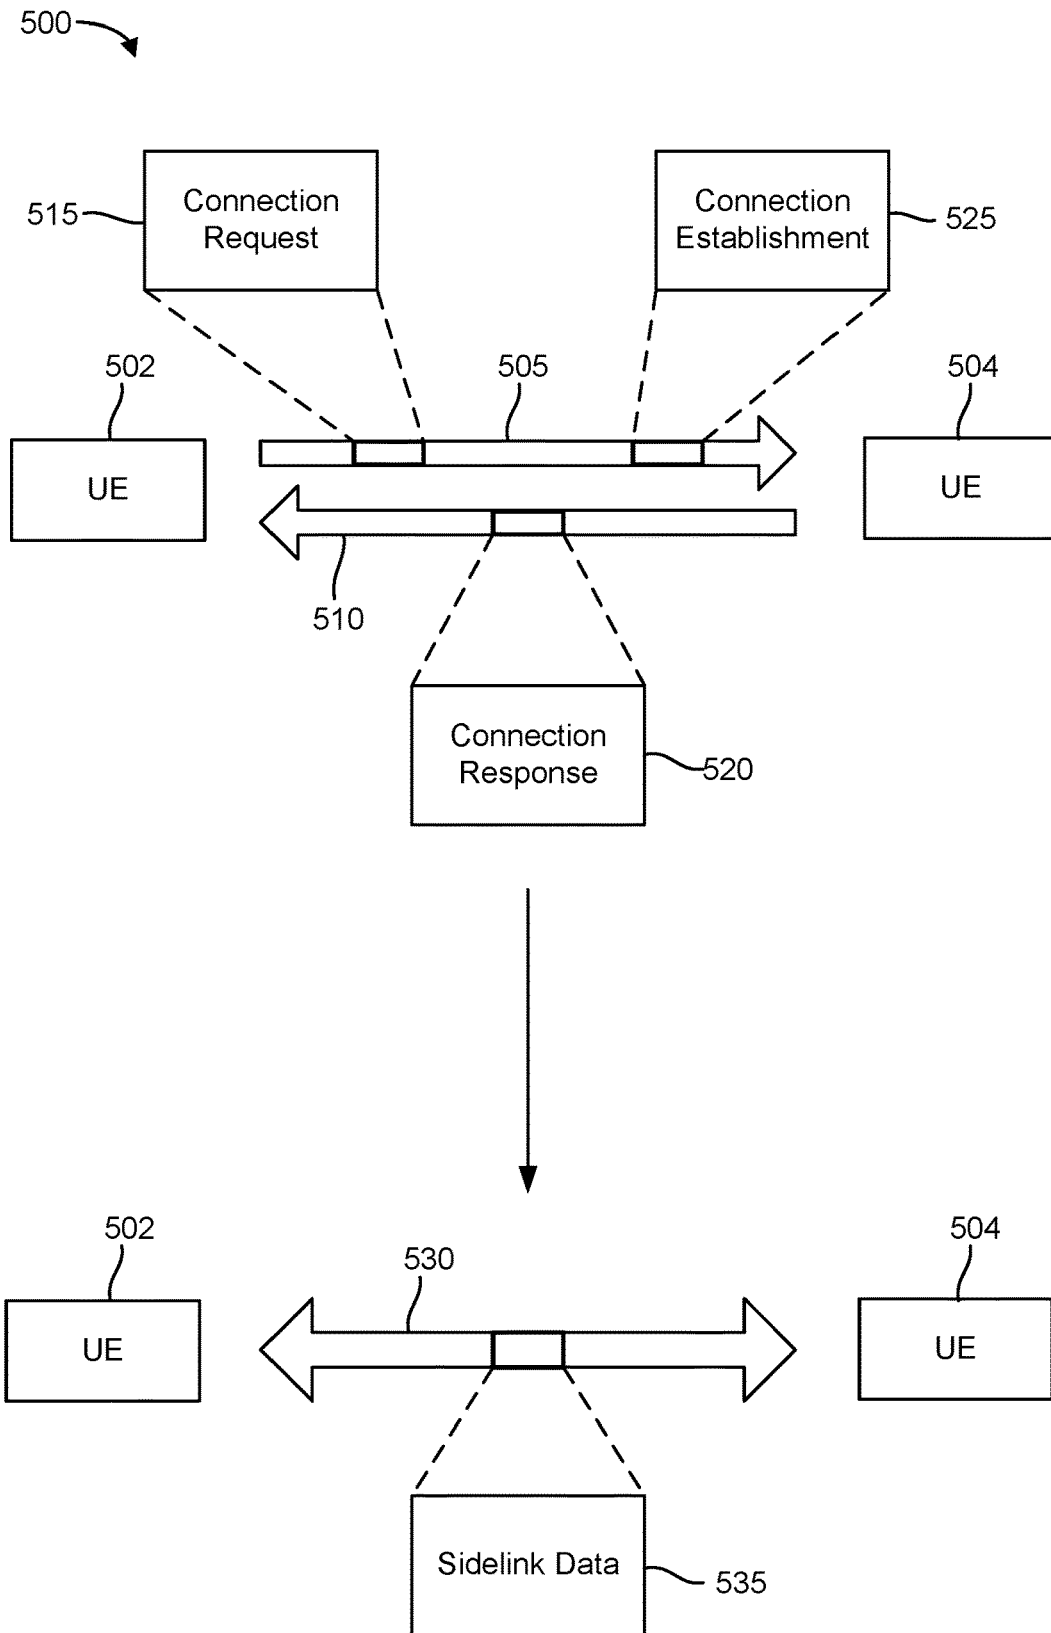 500
Connection
Request
515
Connection
Establishment
525
502
505
504
UE
UE
510
Connection
Response
520
502
530
504
UE
UE
Sidelink Data
535